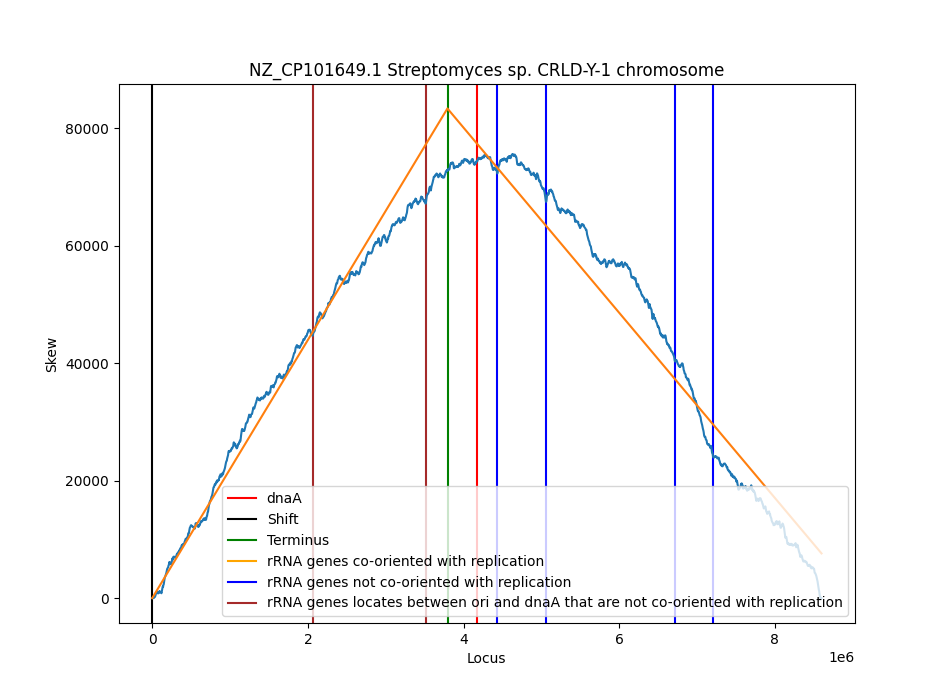 NZ_CP101649.1 Streptomyces sp. CRLD-Y-1 chromosome
Skew
80000
60000
40000
20000
0
dnaA
Shift
Terminus
rRNA genes co-oriented with replication
rRNA genes not co-oriented with replication
rRNA genes locates between ori and dnaA that are not co-oriented with replication
0 2 4 6 8
1e6
Locus